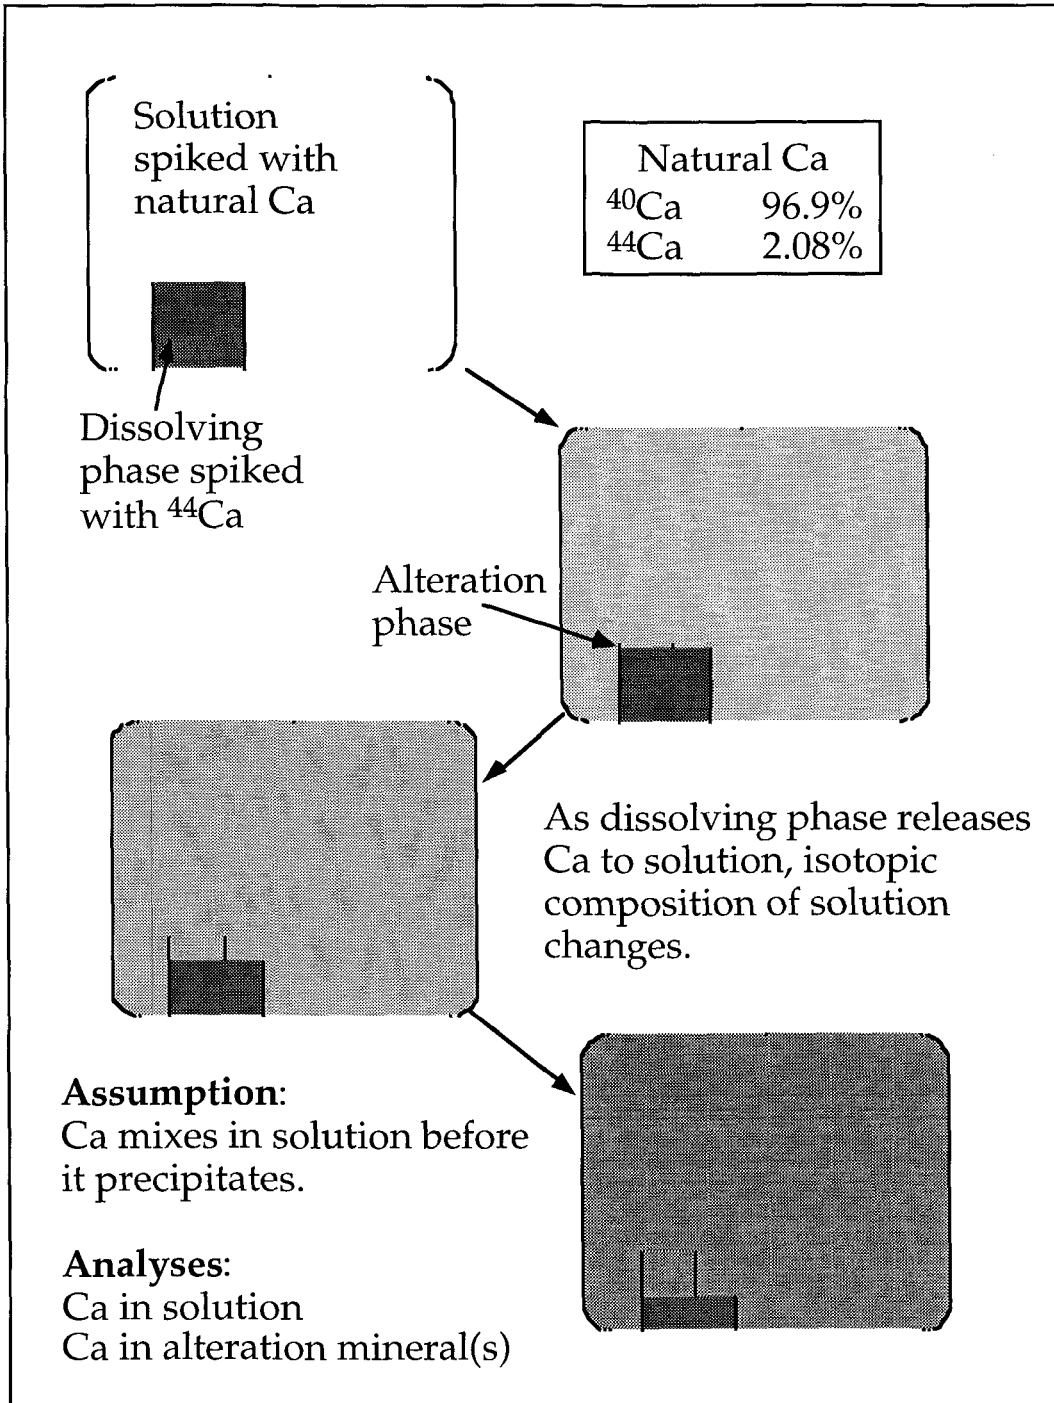 Solution
spiked with
natural Ca
Natural Ca
⁴⁰Ca 96.9%
⁴⁴Ca 2.08%
Dissolving
phase spiked
with ⁴⁴Ca
Alteration
phase
As dissolving phase releases
Ca to solution, isotopic
composition of solution
changes.
Assumption:
Ca mixes in solution before
it precipitates.
Analyses:
Ca in solution
Ca in alteration mineral(s)